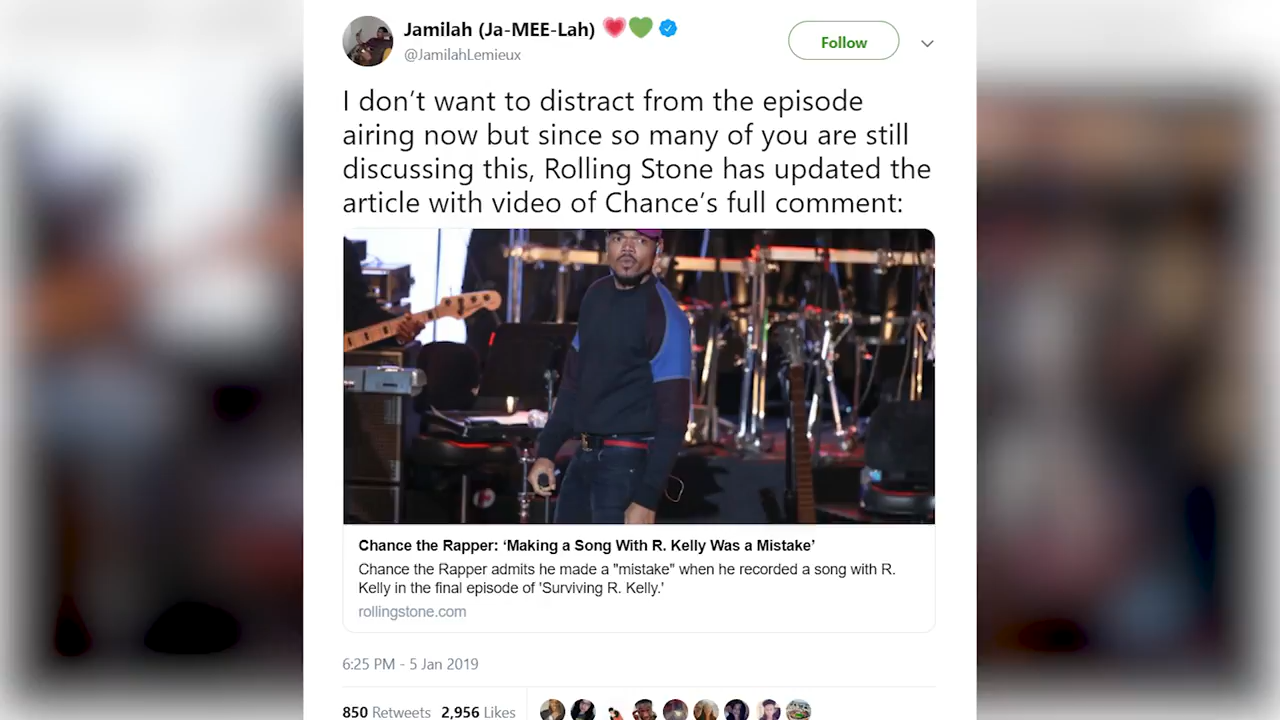 Jamilah (Ja-MEE-Lah)
@JamilahLemieux
Follow
I don’t want to distract from the episode
airing now but since so many of you are still
discussing this, Rolling Stone has updated the
article with video of Chance’s full comment:
Chance the Rapper: ‘Making a Song With R. Kelly Was a Mistake’
Chance the Rapper admits he made a "mistake" when he recorded a song with R.
Kelly in the final episode of 'Surviving R. Kelly.'
rollingstone.com
6:25 PM - 5 Jan 2019
850 Retweets 2,956 Likes